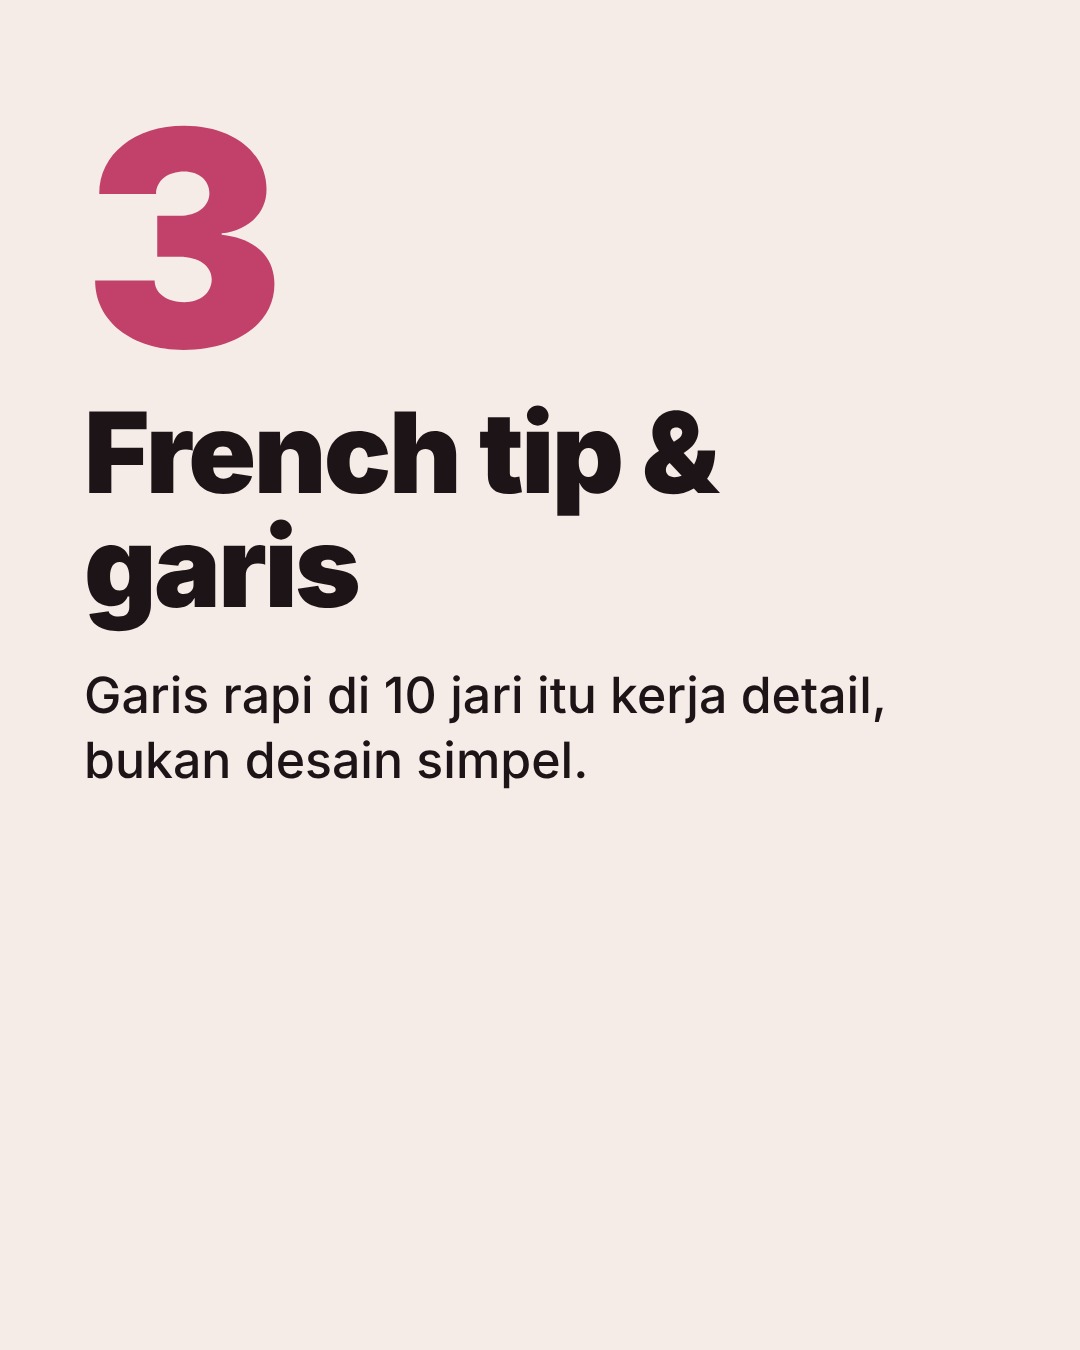 3
French tip &
garis
Garis rapi di 10 jari itu kerja detail,
bukan desain simpel.